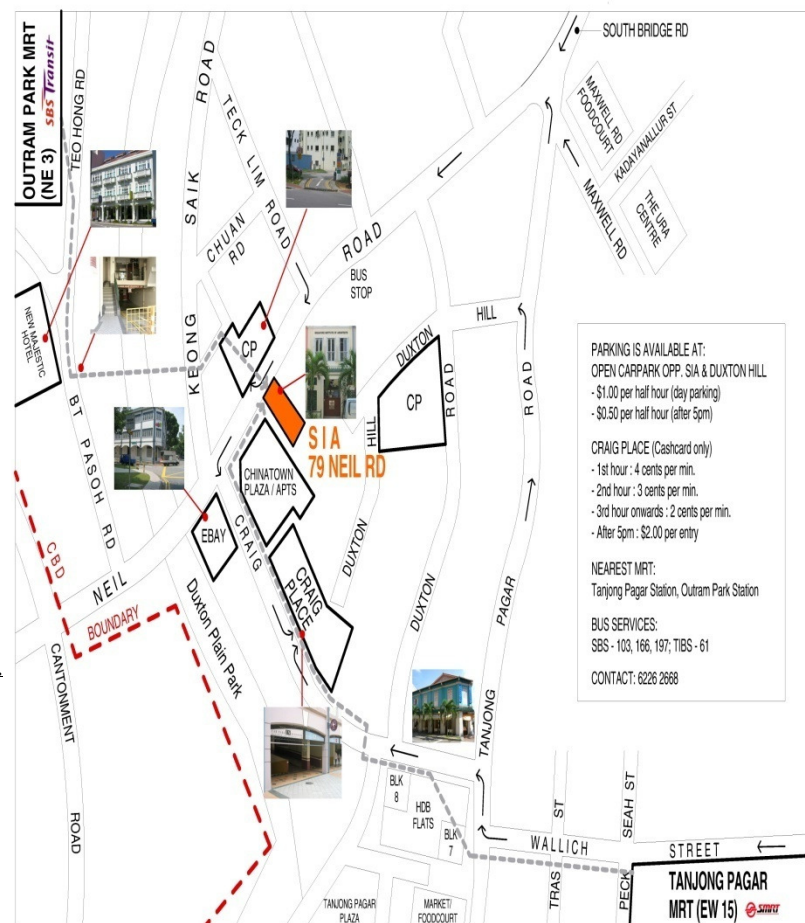 SOUTH BRIDGE RD
OUTRAM PARK MRT
(NE 3)
SBS Transit
TEO HONG RD
SAIK
ROAD
KEONG
TECK LIM ROAD
CHUAN
RD
ROAD
BUS
STOP
MAXWELL RD
FOODCOURT
KADAYANALLUR ST
MAXWELL RD
THE URA
CENTRE
NEW MAJESTIC
HOTEL
CP
DUXTON
HILL
CP
ROAD
ROAD
S I A
79 NEIL RD
HILL
BT PASOH RD
CHINATOWN
PLAZA / APTS
EBAY
CRAIG
CRAIG
PLACE
DUXTON
DUXTON
PAGAR
TANJONG
CBD
BOUNDARY
NEIL
Duxton Plain Park
CANTONMENT
ROAD
PARKING IS AVAILABLE AT:
OPEN CARPARK OPP. SIA & DUXTON HILL
- $1.00 per half hour (day parking)
- $0.50 per half hour (after 5pm)
CRAIG PLACE (Cashcard only)
- 1st hour : 4 cents per min.
- 2nd hour : 3 cents per min.
- 3rd hour onwards : 2 cents per min.
- After 5pm : $2.00 per entry
NEAREST MRT:
Tanjong Pagar Station, Outram Park Station
BUS SERVICES:
SBS - 103, 166, 197; TIBS - 61
CONTACT: 6226 2668
BLK
8
HDB
FLATS
BLK
7
TRAS
ST
PECK
SEAH ST
WALLICH
STREET
TANJONG PAGAR
PLAZA
MARKET/
FOODCOURT
TANJONG PAGAR
MRT (EW 15)
SMRT